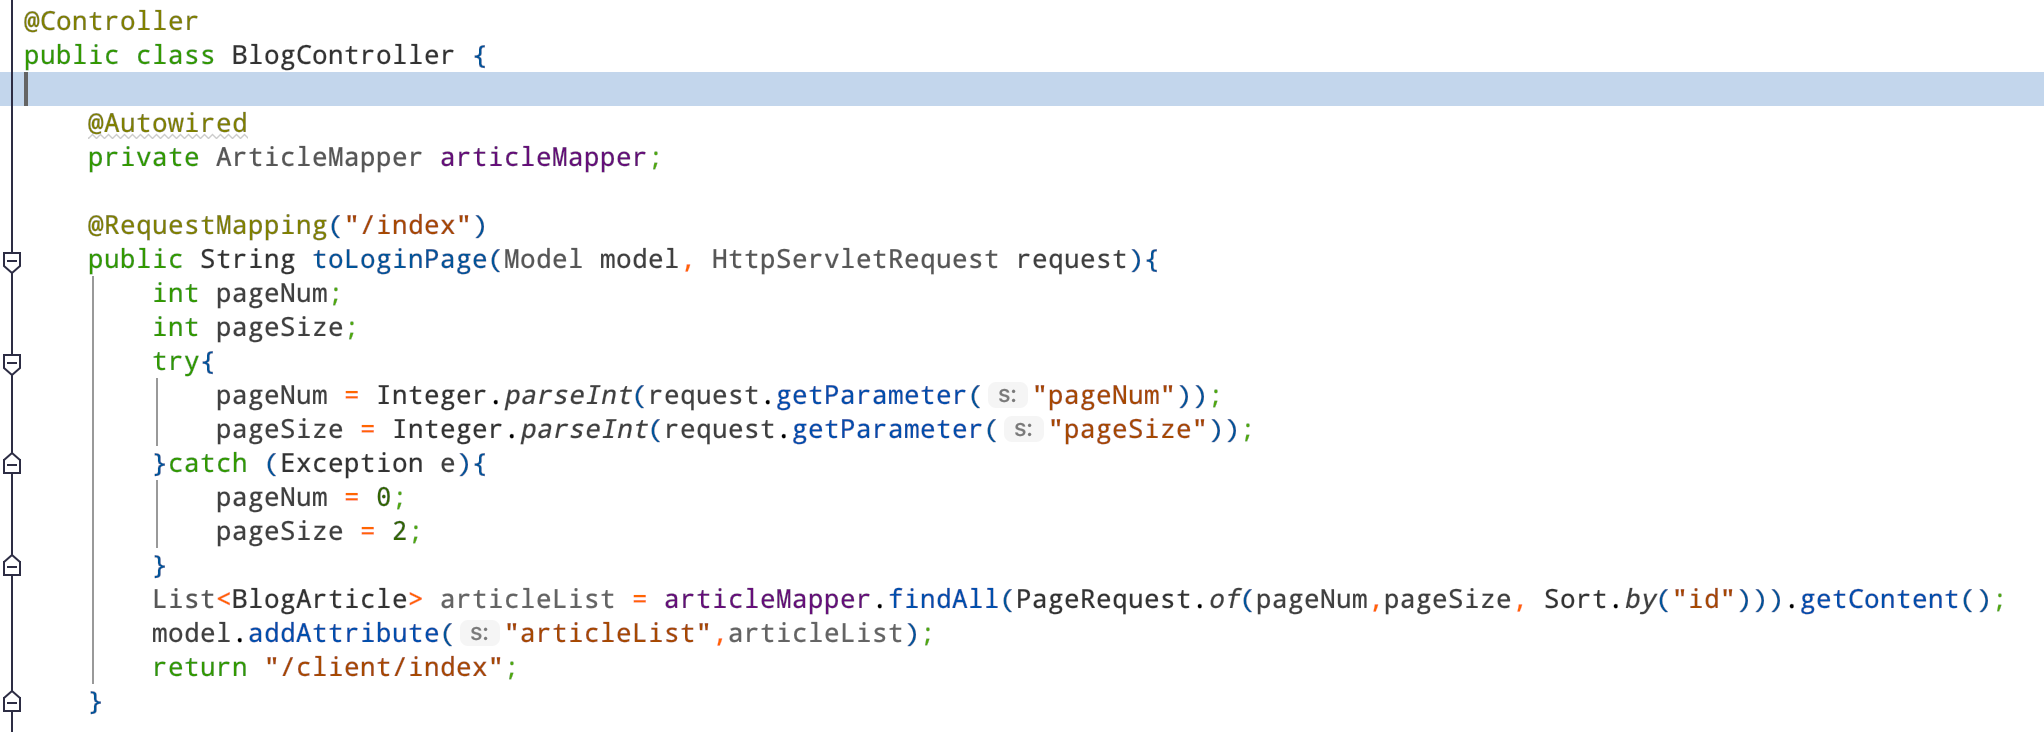 @Controller
public class BlogController {
@Autowired
private ArticleMapper articleMapper;
@RequestMapping("/index")
public String toLoginPage(Model model, HttpServletRequest request){
int pageNum;
int pageSize;
try{
pageNum = Integer.parseInt(request.getParameter( s: "pageNum"));
pageSize = Integer.parseInt(request.getParameter( s: "pageSize"));
}catch (Exception e){
pageNum = 0;
pageSize = 2;
}
List<BlogArticle> articleList = articleMapper.findAll(PageRequest.of(pageNum,pageSize, Sort.by("id"))).getContent();
model.addAttribute( s: "articleList",articleList);
return "/client/index";
}